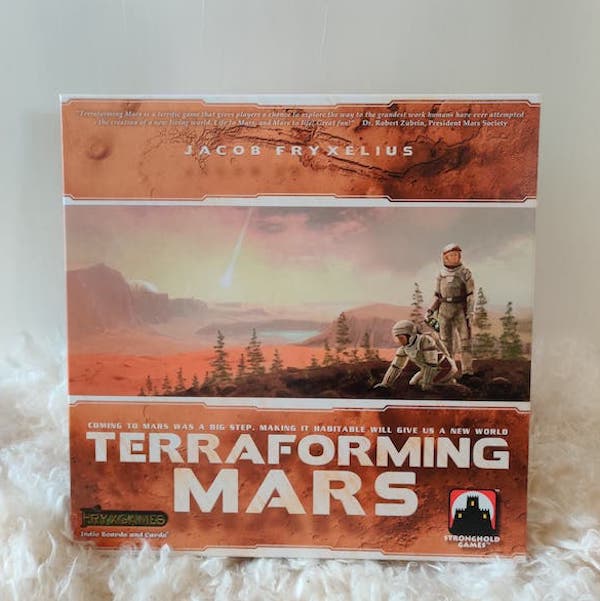 "Terraforming Mars is a terrific game that gives players a chance to explore the way to the grandest work humans have ever attempted
- the creation of a new living world. Life to Mars, and Mars to life! Great fun!" Dr. Robert Zubrin, President Mars Society
JACOB FRYXELIUS
COMING TO MARS WAS A BIG STEP. MAKING IT HABITABLE WILL GIVE US A NEW WORLD
TERRAFORMING
MARS
FRYXGAMES
Indie Boards and Cards
STRONGHOLD
GAMES™